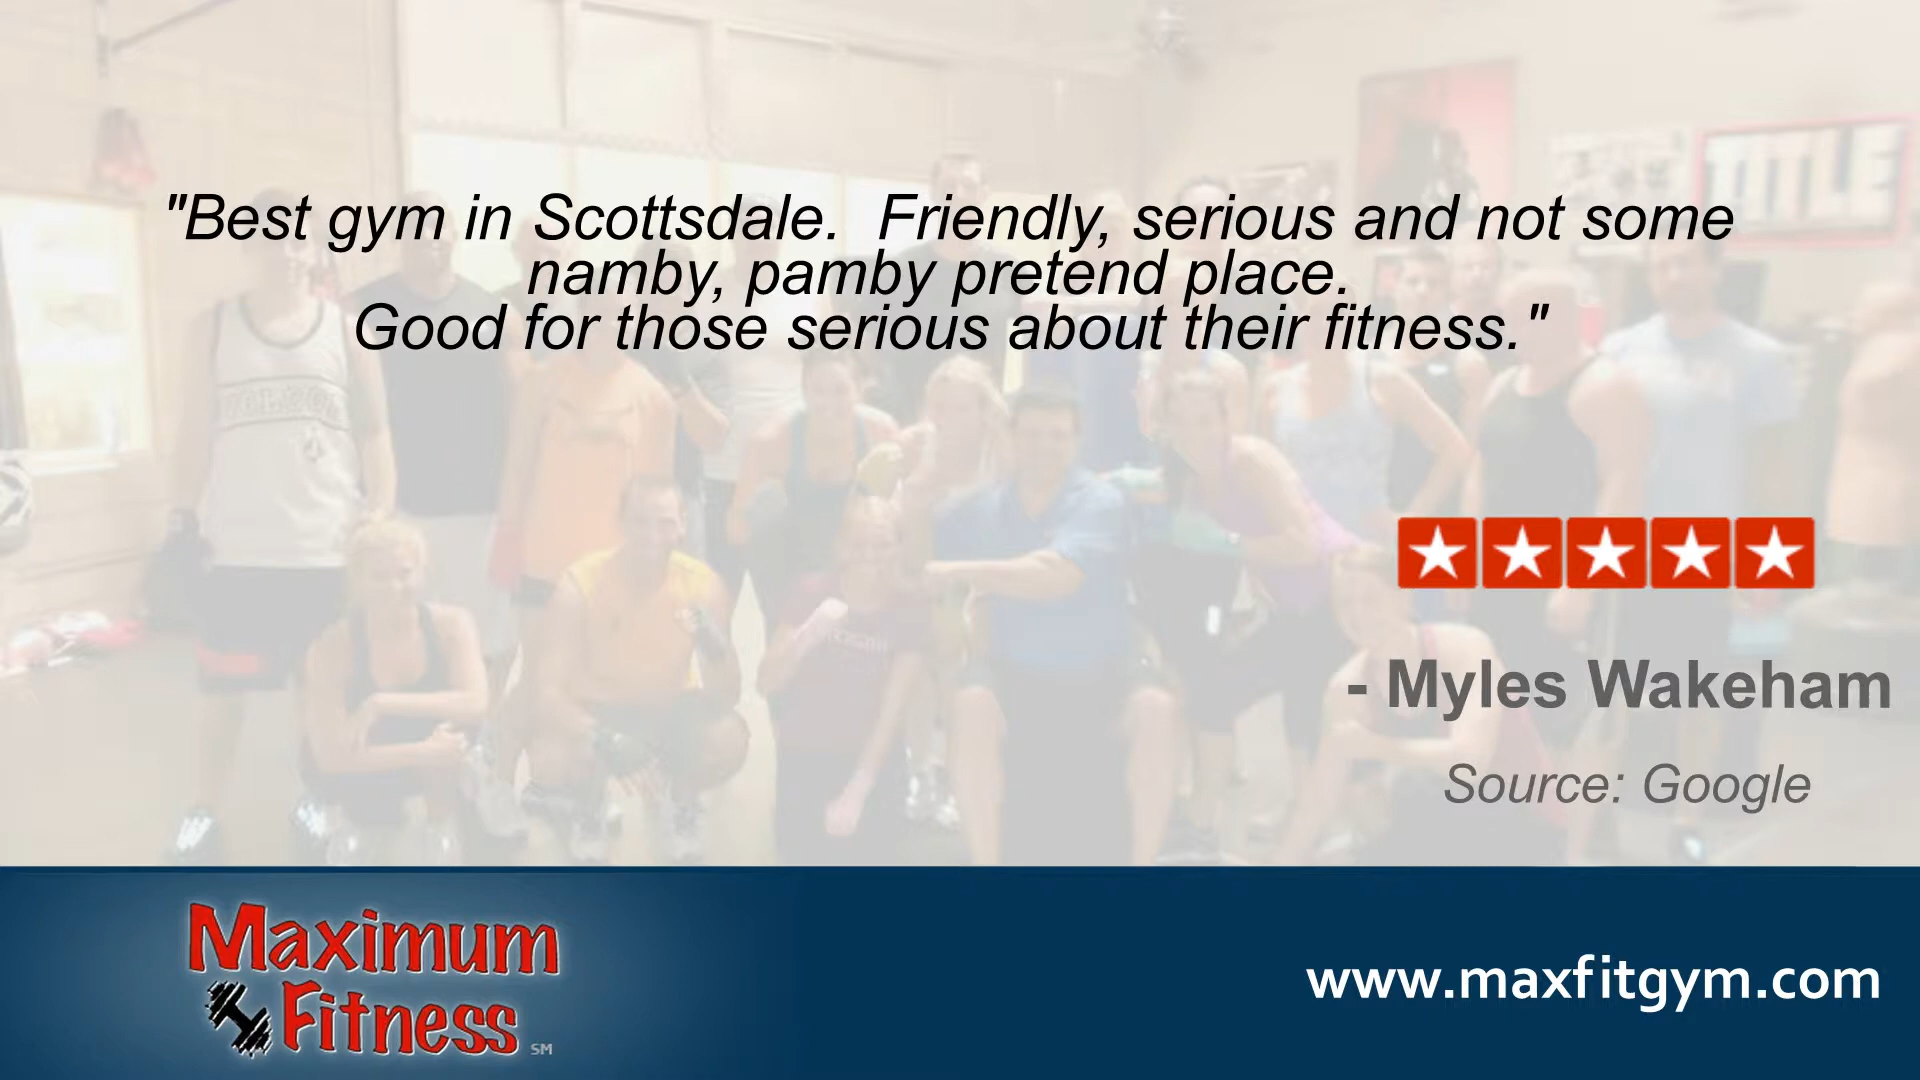 "Best gym in Scottsdale.  Friendly, serious and not some
namby, pamby pretend place.
Good for those serious about their fitness."
- Myles Wakeham
Source: Google
Maximum
Fitness SM
www.maxfitgym.com